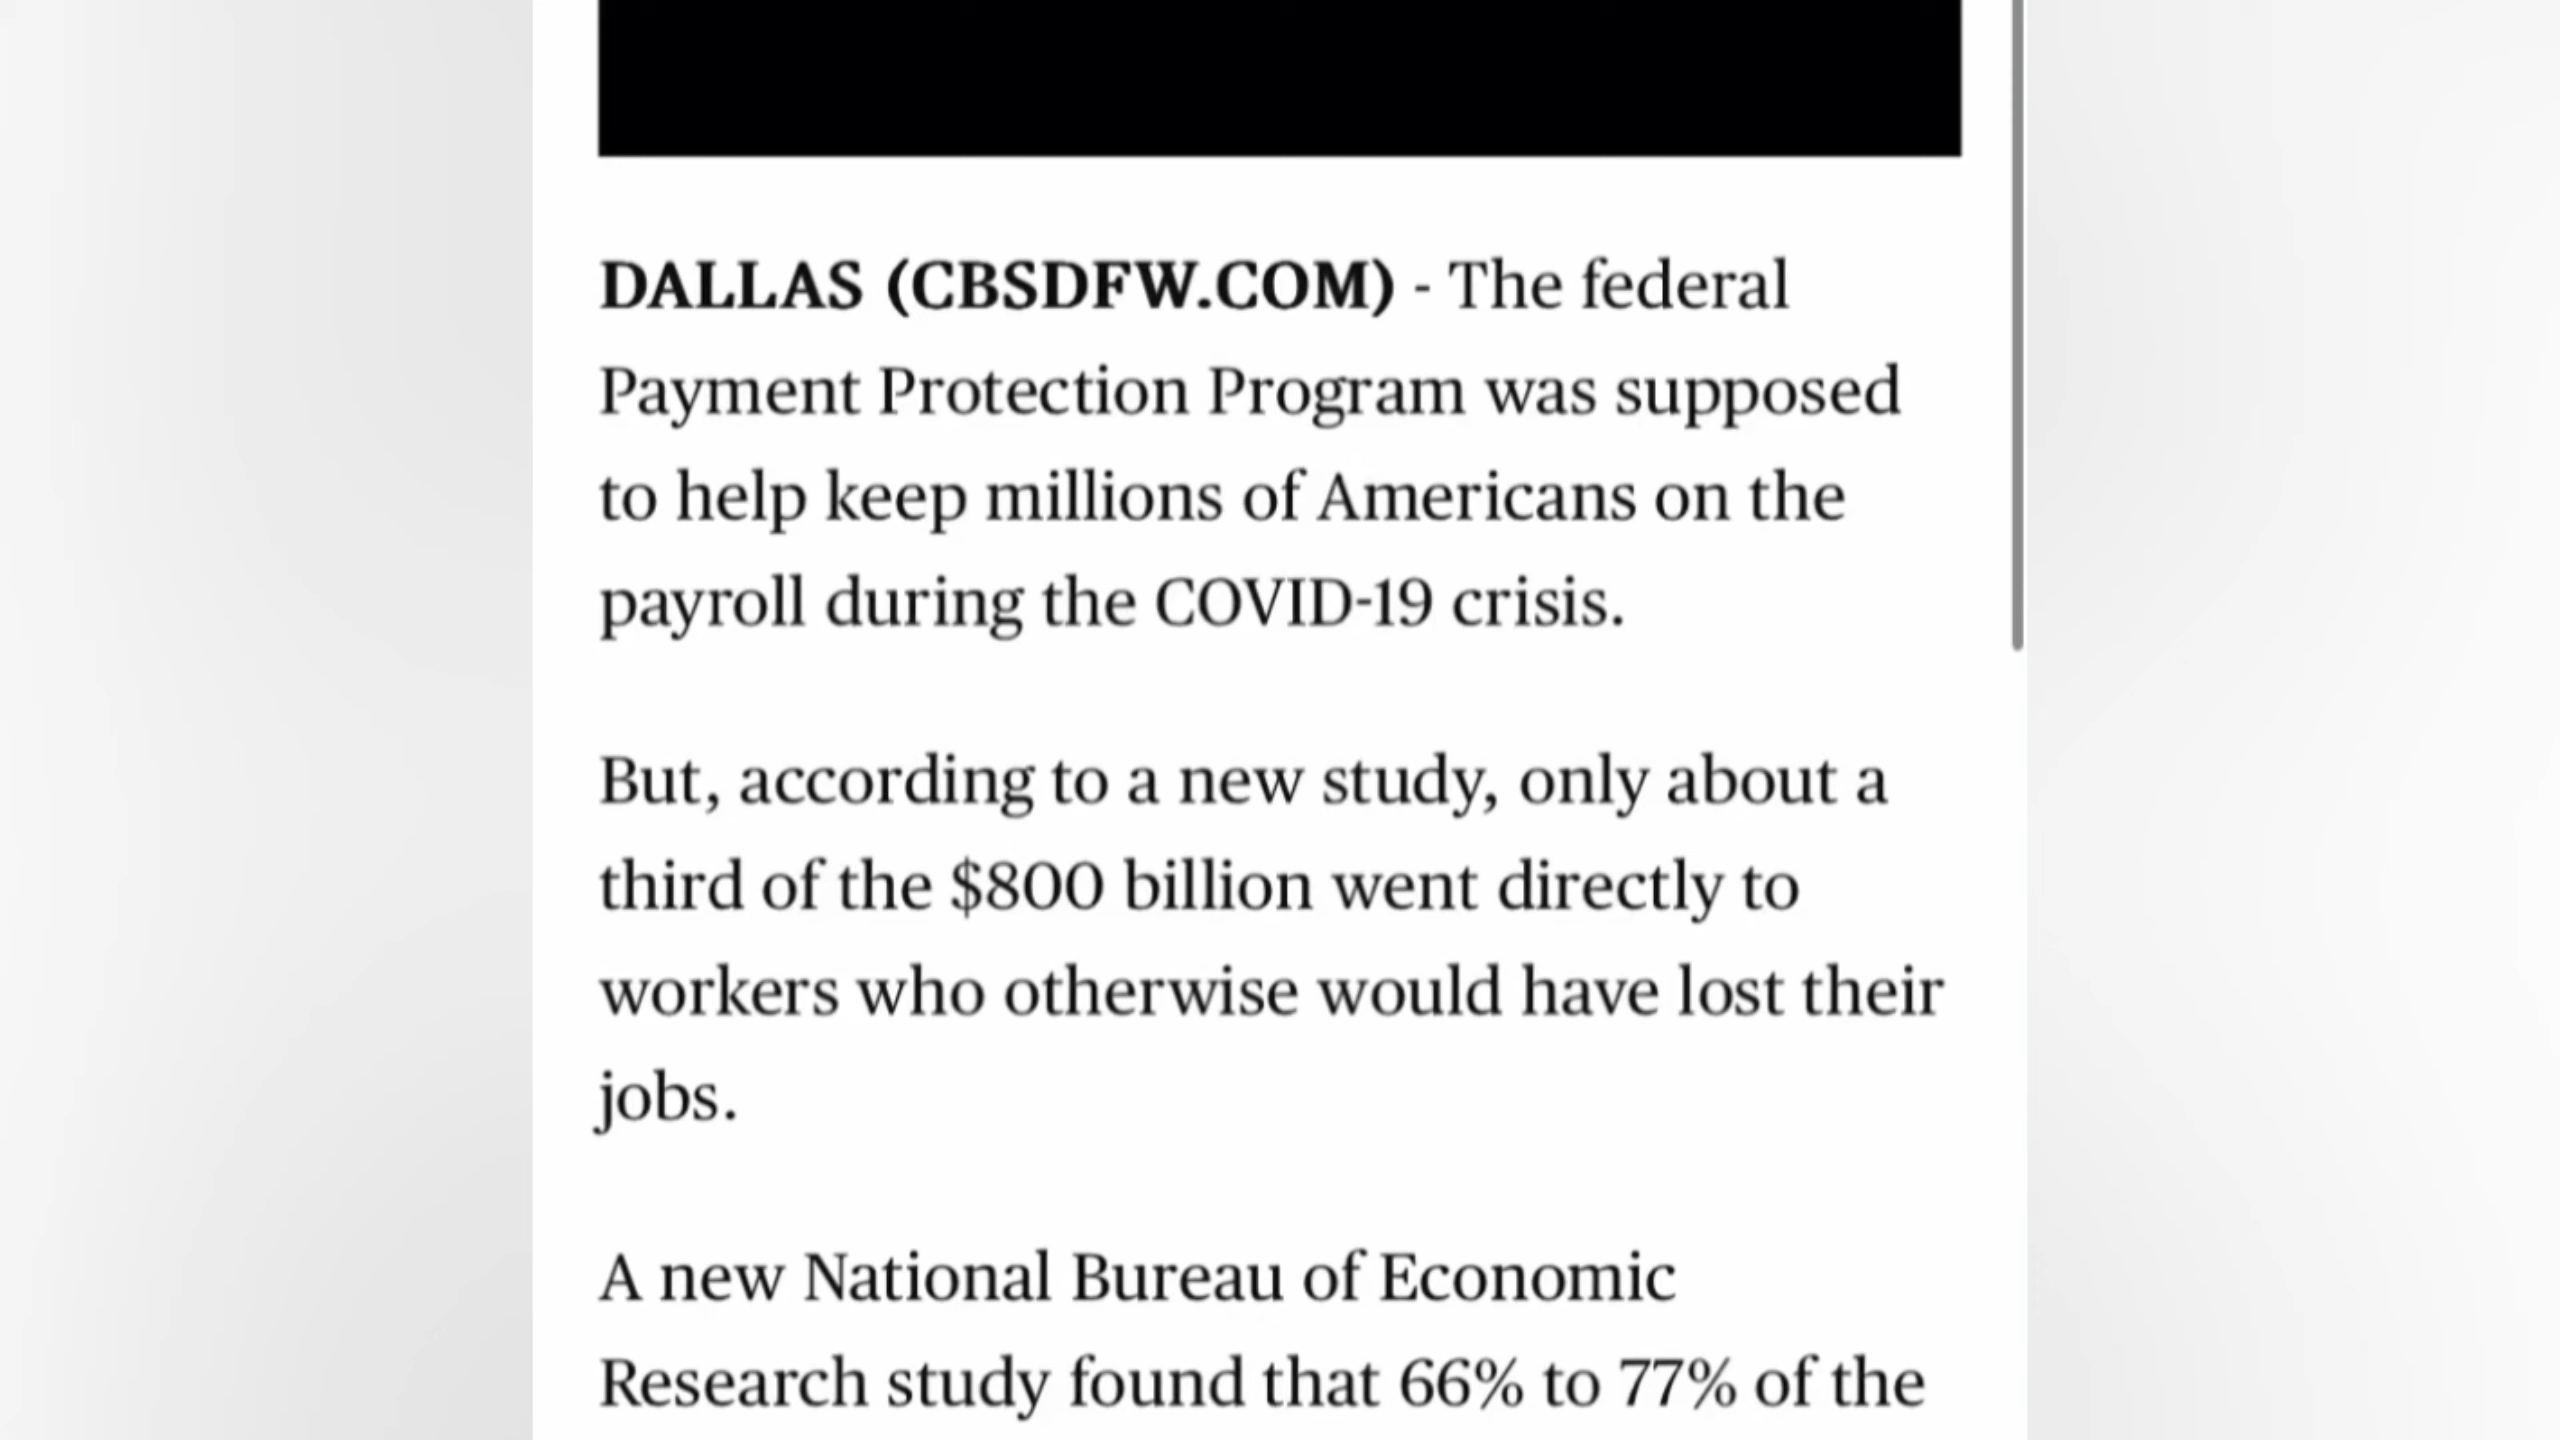 DALLAS (CBSDFW.COM) - The federal
Payment Protection Program was supposed
to help keep millions of Americans on the
payroll during the COVID-19 crisis.
But, according to a new study, only about a
third of the $800 billion went directly to
workers who otherwise would have lost their
jobs.
A new National Bureau of Economic
Research study found that 66% to 77% of the